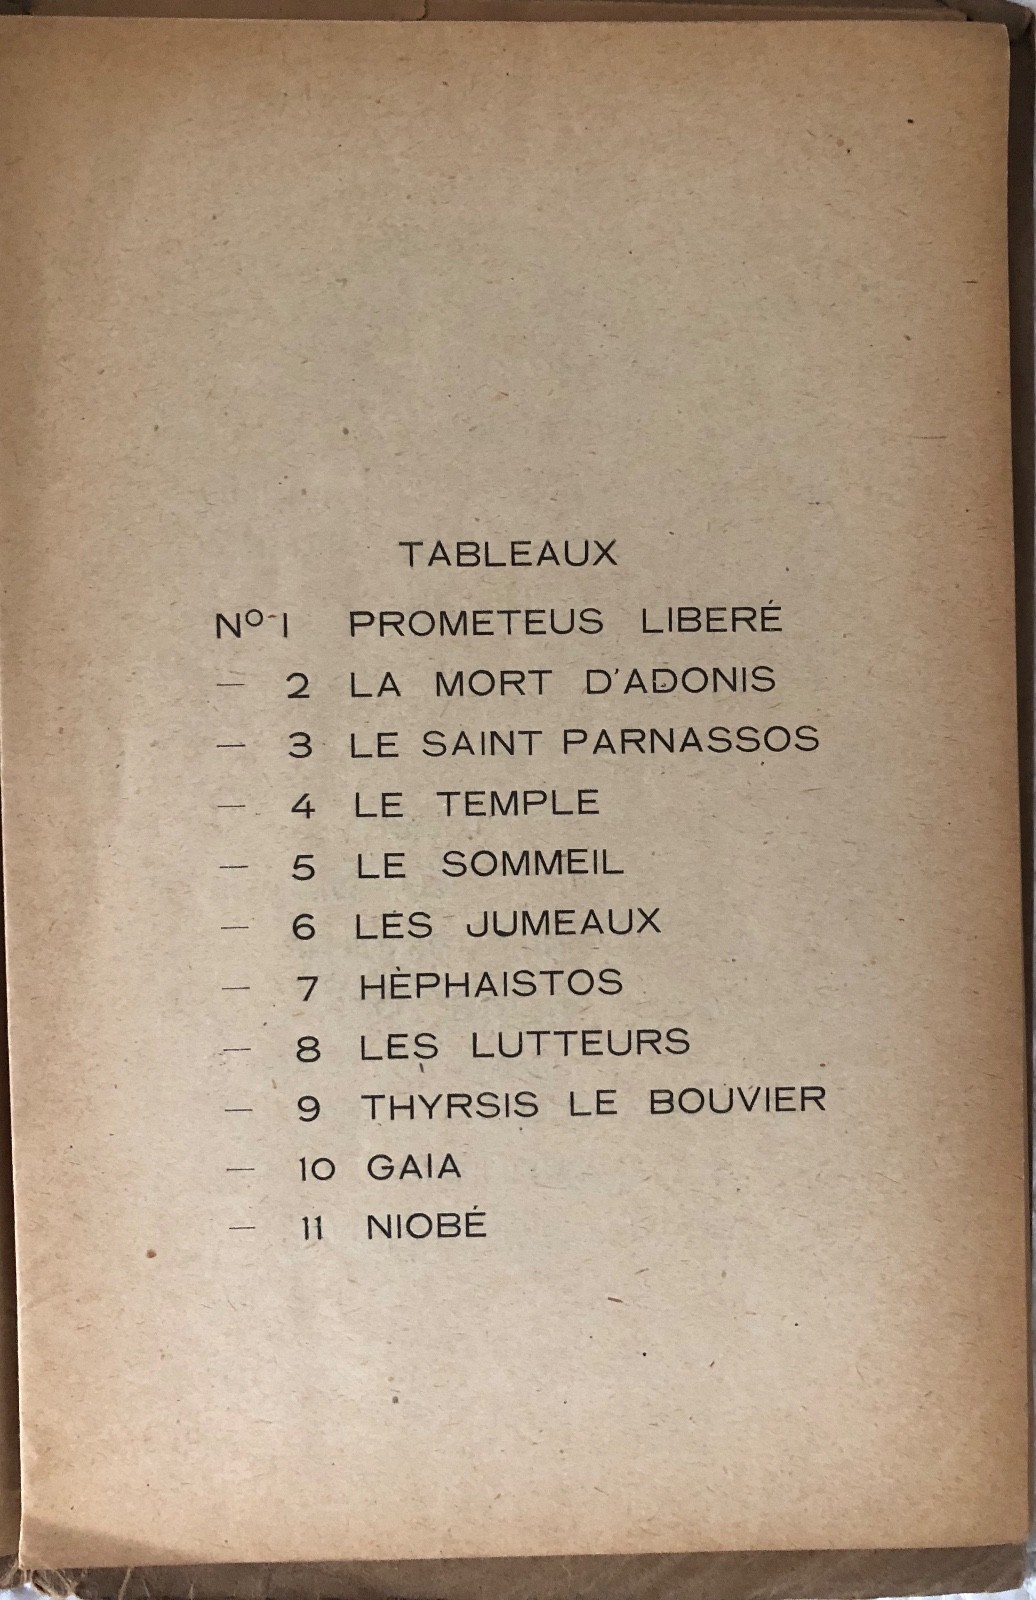 TABLEAUX
Nº 1 PROMETEUS LIBERÉ
— 2 LA MORT D'ADONIS
— 3 LE SAINT PARNASSOS
— 4 LE TEMPLE
— 5 LE SOMMEIL
— 6 LES JUMEAUX
— 7 HÈPHAISTOS
— 8 LES LUTTEURS
— 9 THYRSIS LE BOUVIER
— 10 GAIA
— 11 NIOBÉ